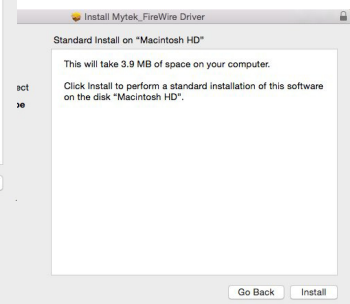 Install Mytek_FireWire Driver
Standard Install on “Macintosh HD”
This will take 3.9 MB of space on your computer.
Click Install to perform a standard installation of this software
on the disk “Macintosh HD”.
ect
Go Back
Install